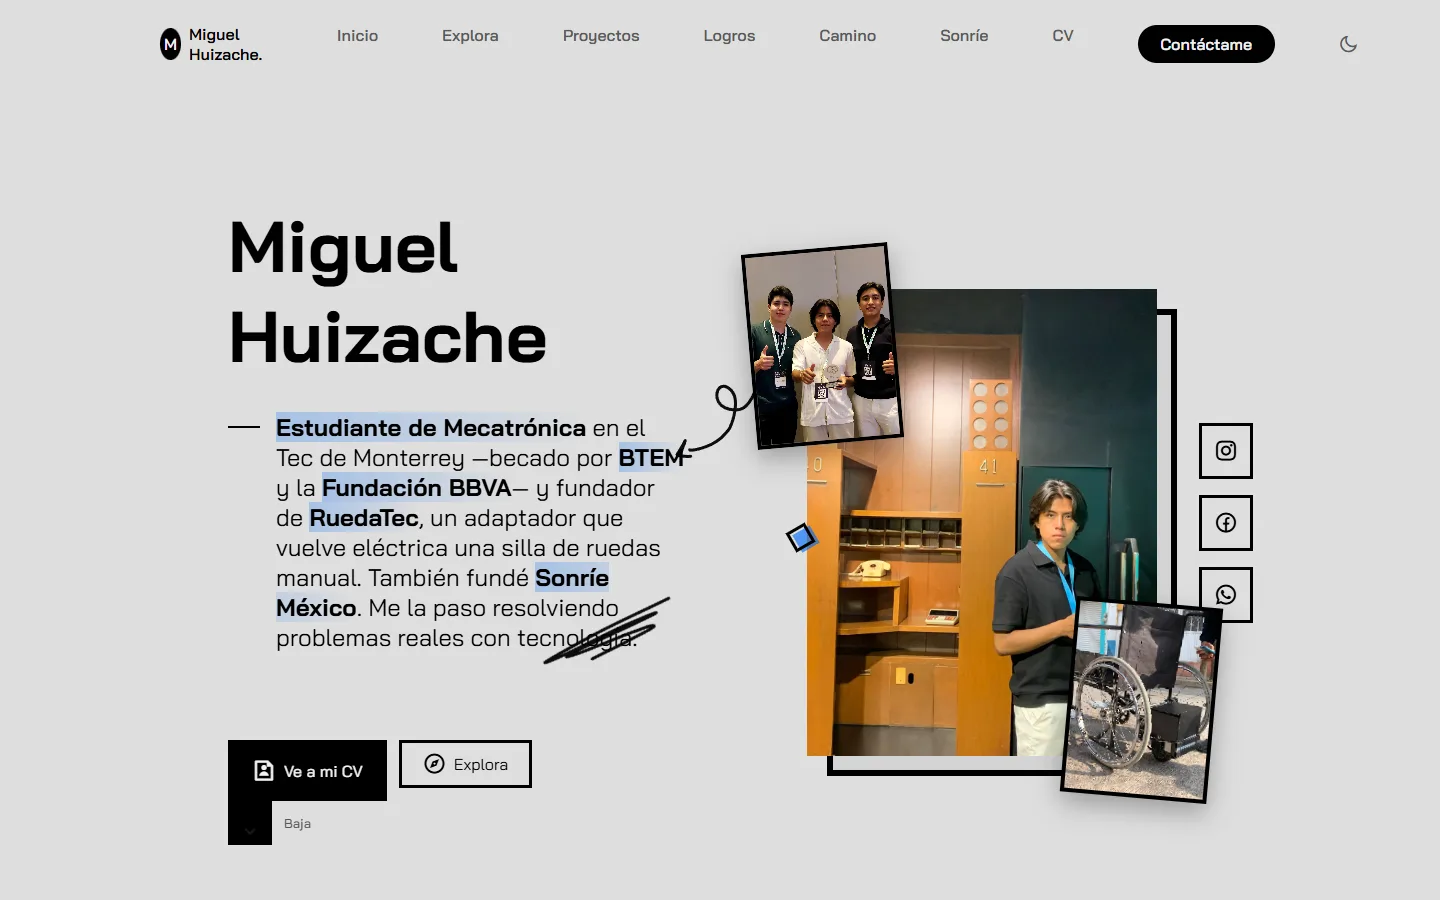 M
Miguel
Huizache.
Inicio
Explora
Proyectos
Logros
Camino
Sonríe
CV
Contáctame
Miguel
Huizache
Estudiante de Mecatrónica en el
Tec de Monterrey —becado por BTEM
y la Fundación BBVA— y fundador
de RuedaTec, un adaptador que
vuelve eléctrica una silla de ruedas
manual. También fundé Sonríe
México. Me la paso resolviendo
problemas reales con tecnología.
Ve a mi CV
Explora
Baja
41